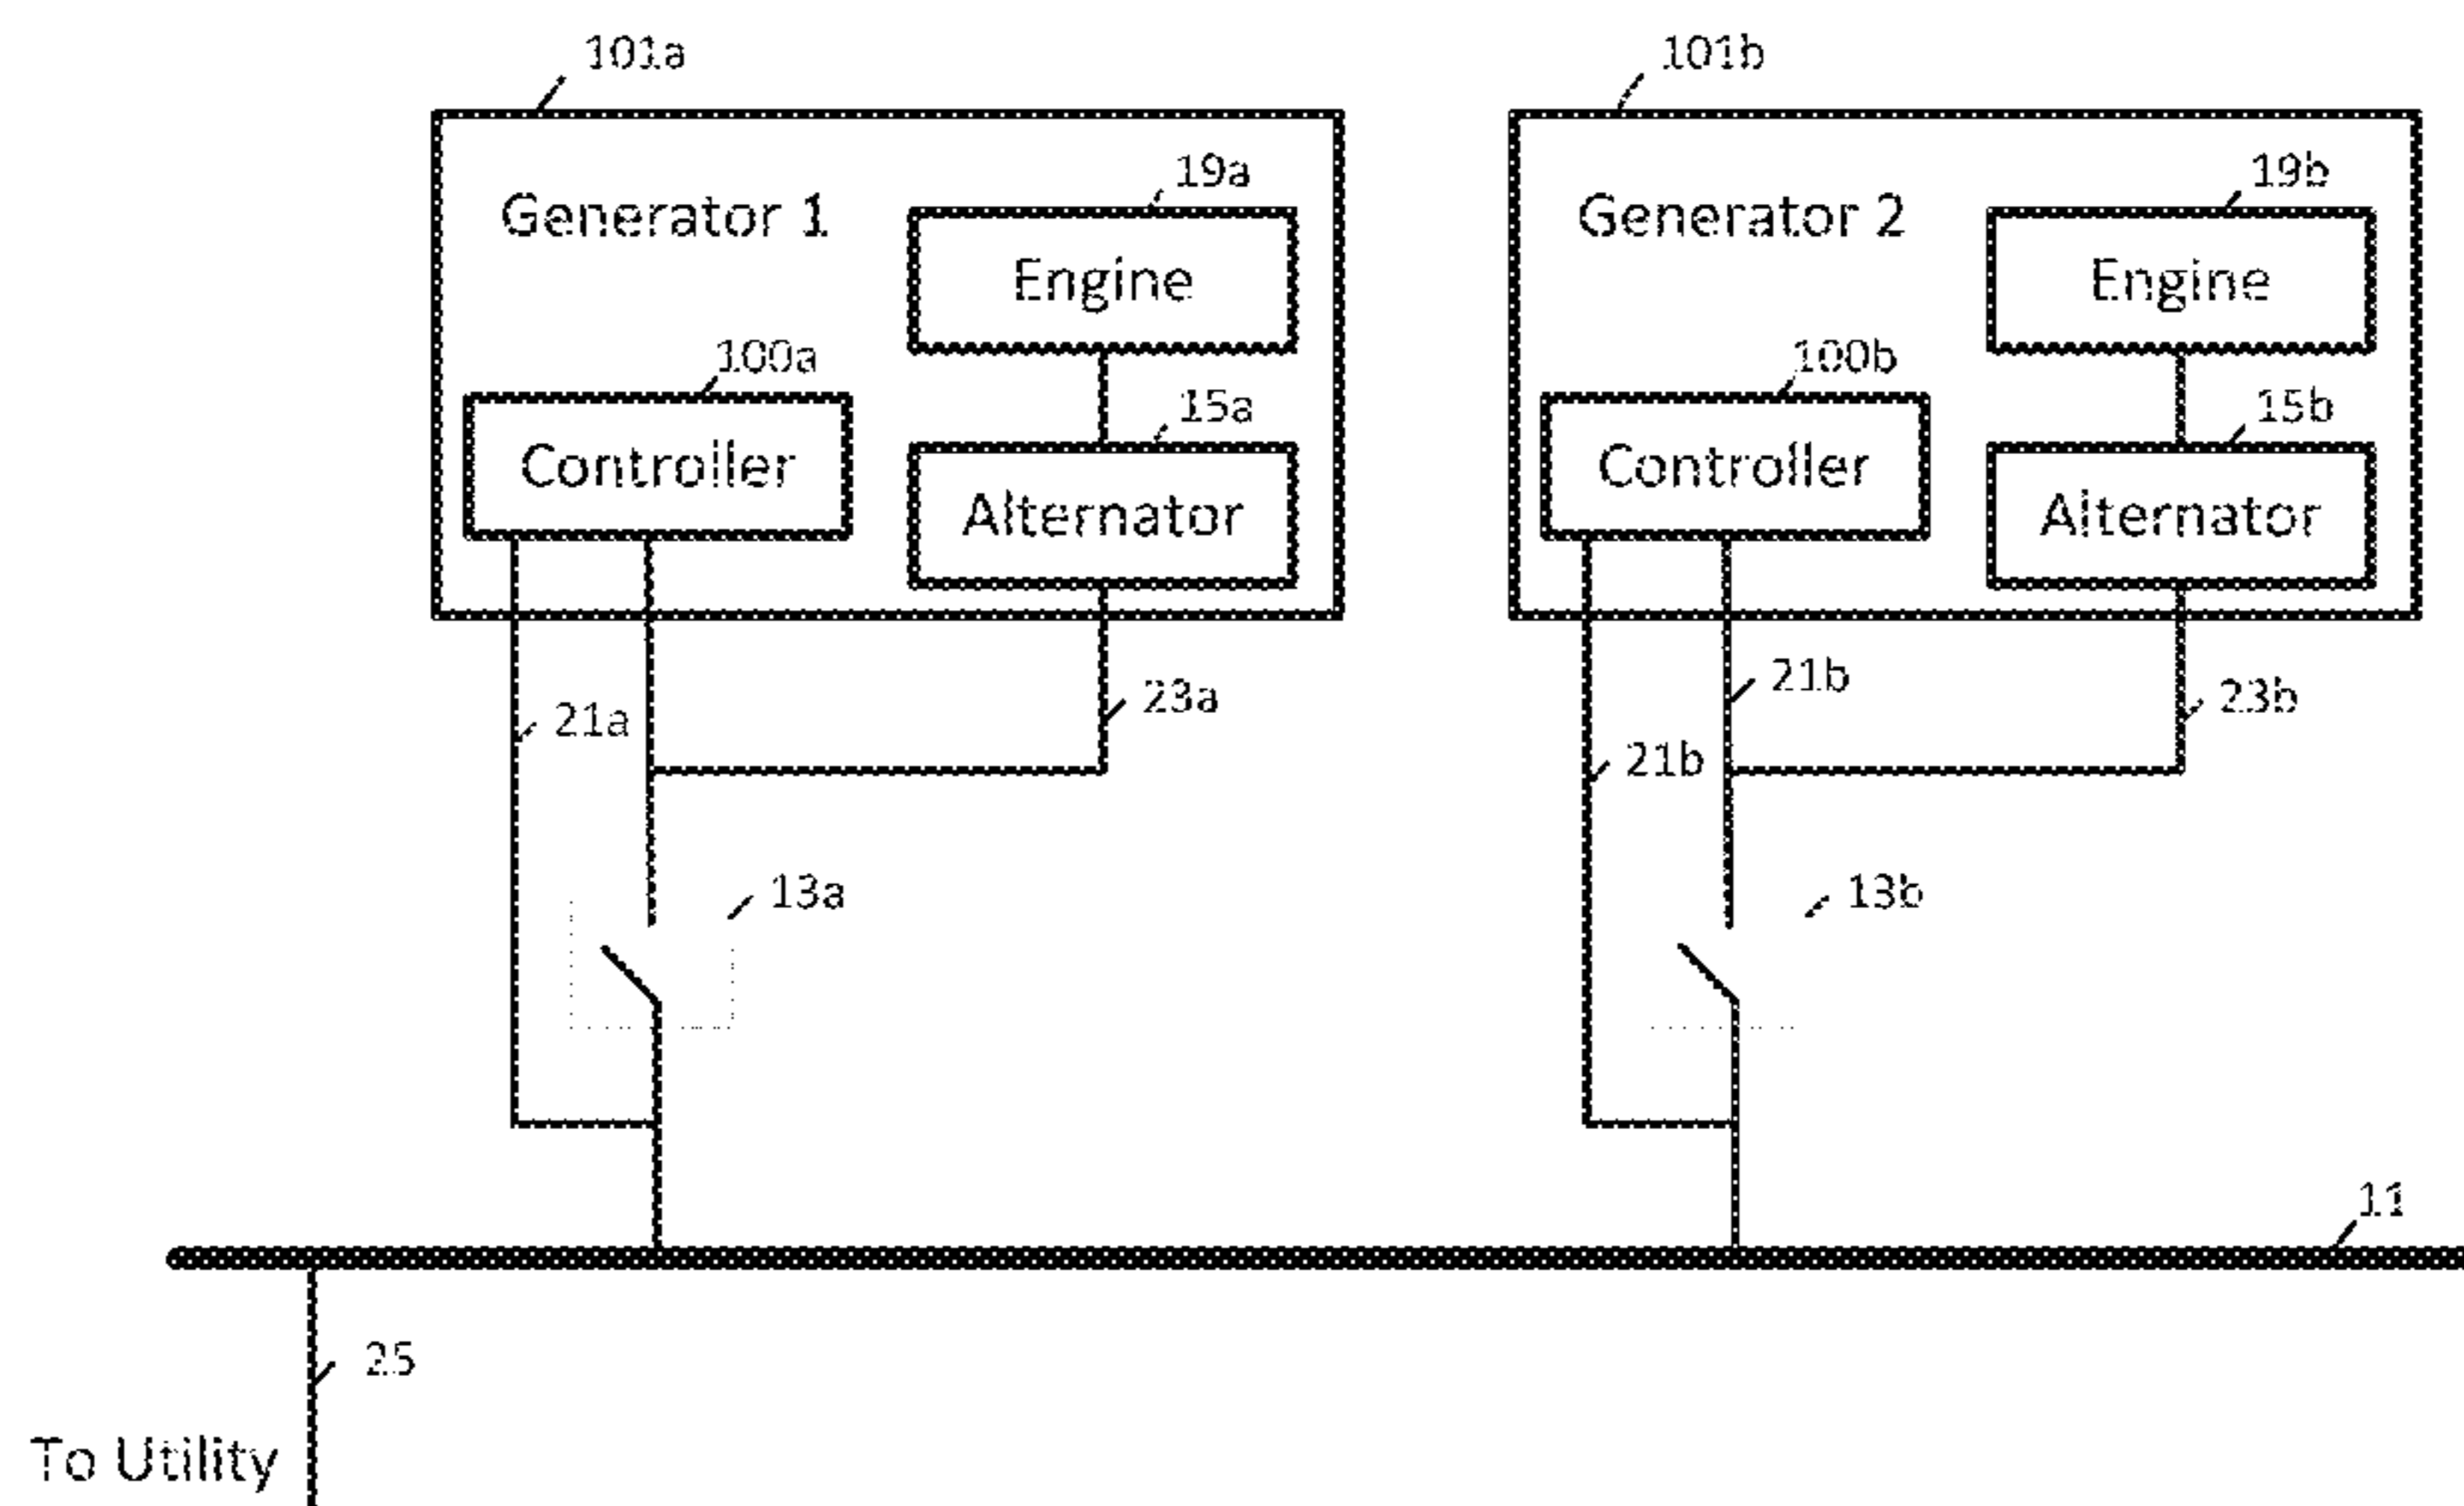 101a
101b
19a
19b
Generator 1
Generator 2
Engine
Engine
100a
100b
15a
15b
Controller
Controller
Alternator
Alternator
21a
23a
21b
21b
23b
13a
13b
11
25
To Utility